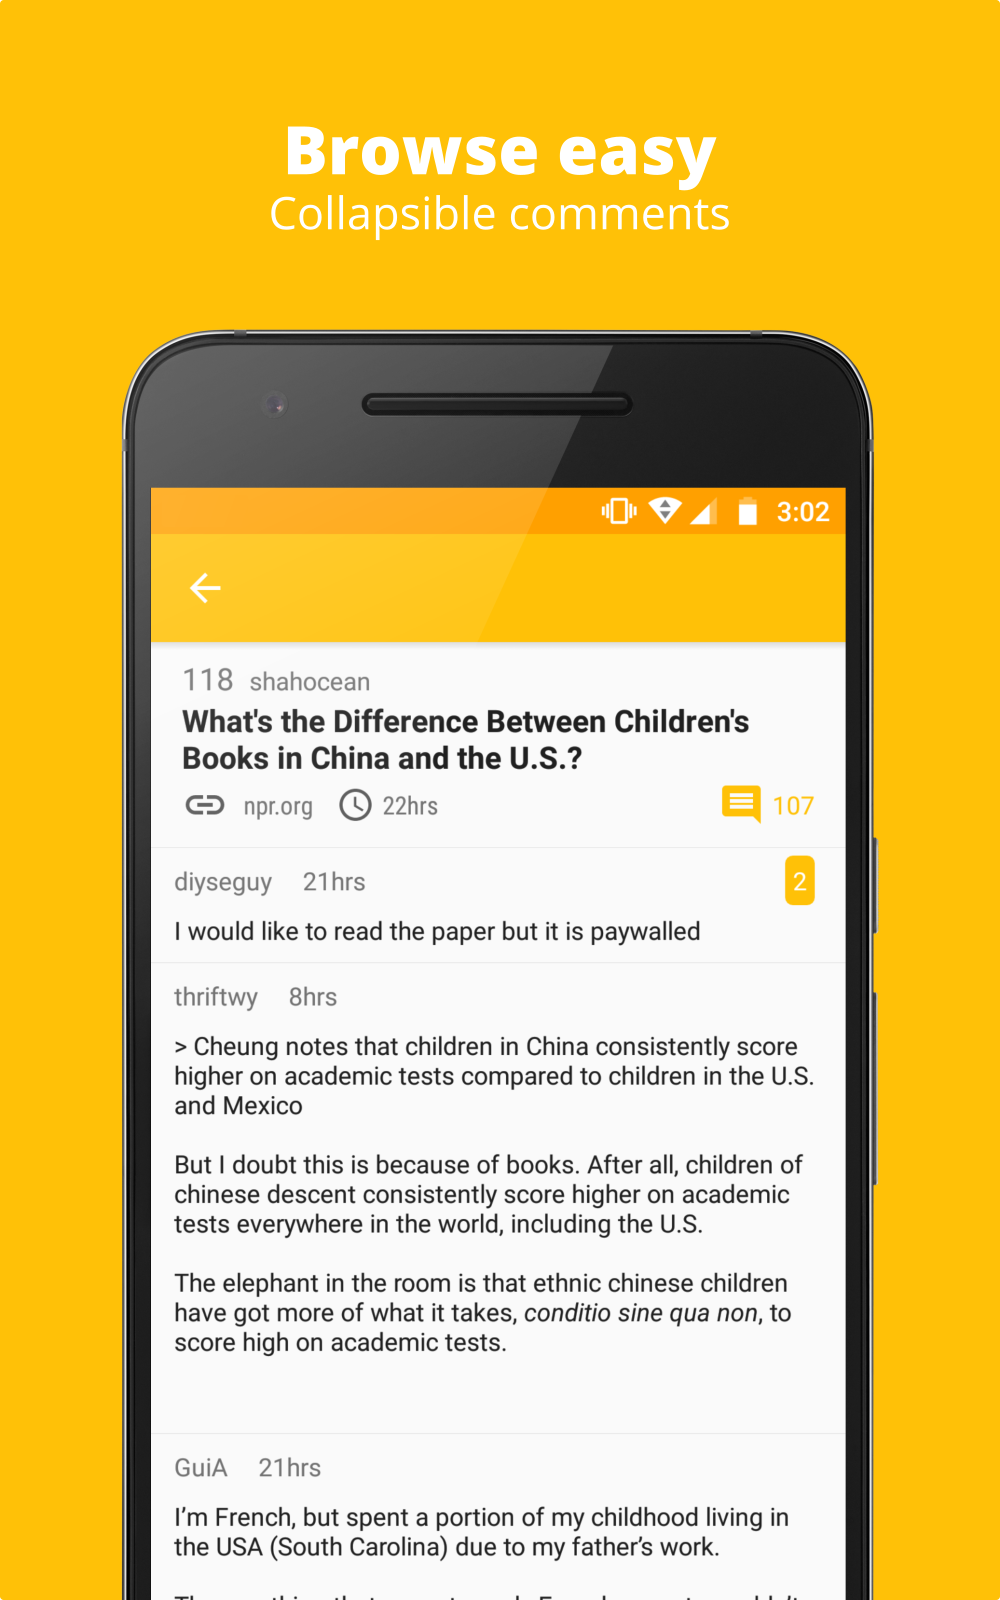 Browse easy
Collapsible comments
3:02
118 shahocean
What's the Difference Between Children's
Books in China and the U.S.?
npr.org 22hrs 107
diyseguy 21hrs 2
I would like to read the paper but it is paywalled
thriftwy 8hrs
> Cheung notes that children in China consistently score
higher on academic tests compared to children in the U.S.
and Mexico
But I doubt this is because of books. After all, children of
chinese descent consistently score higher on academic
tests everywhere in the world, including the U.S.
The elephant in the room is that ethnic chinese children
have got more of what it takes, conditio sine qua non, to
score high on academic tests.
GuiA 21hrs
I’m French, but spent a portion of my childhood living in
the USA (South Carolina) due to my father’s work.